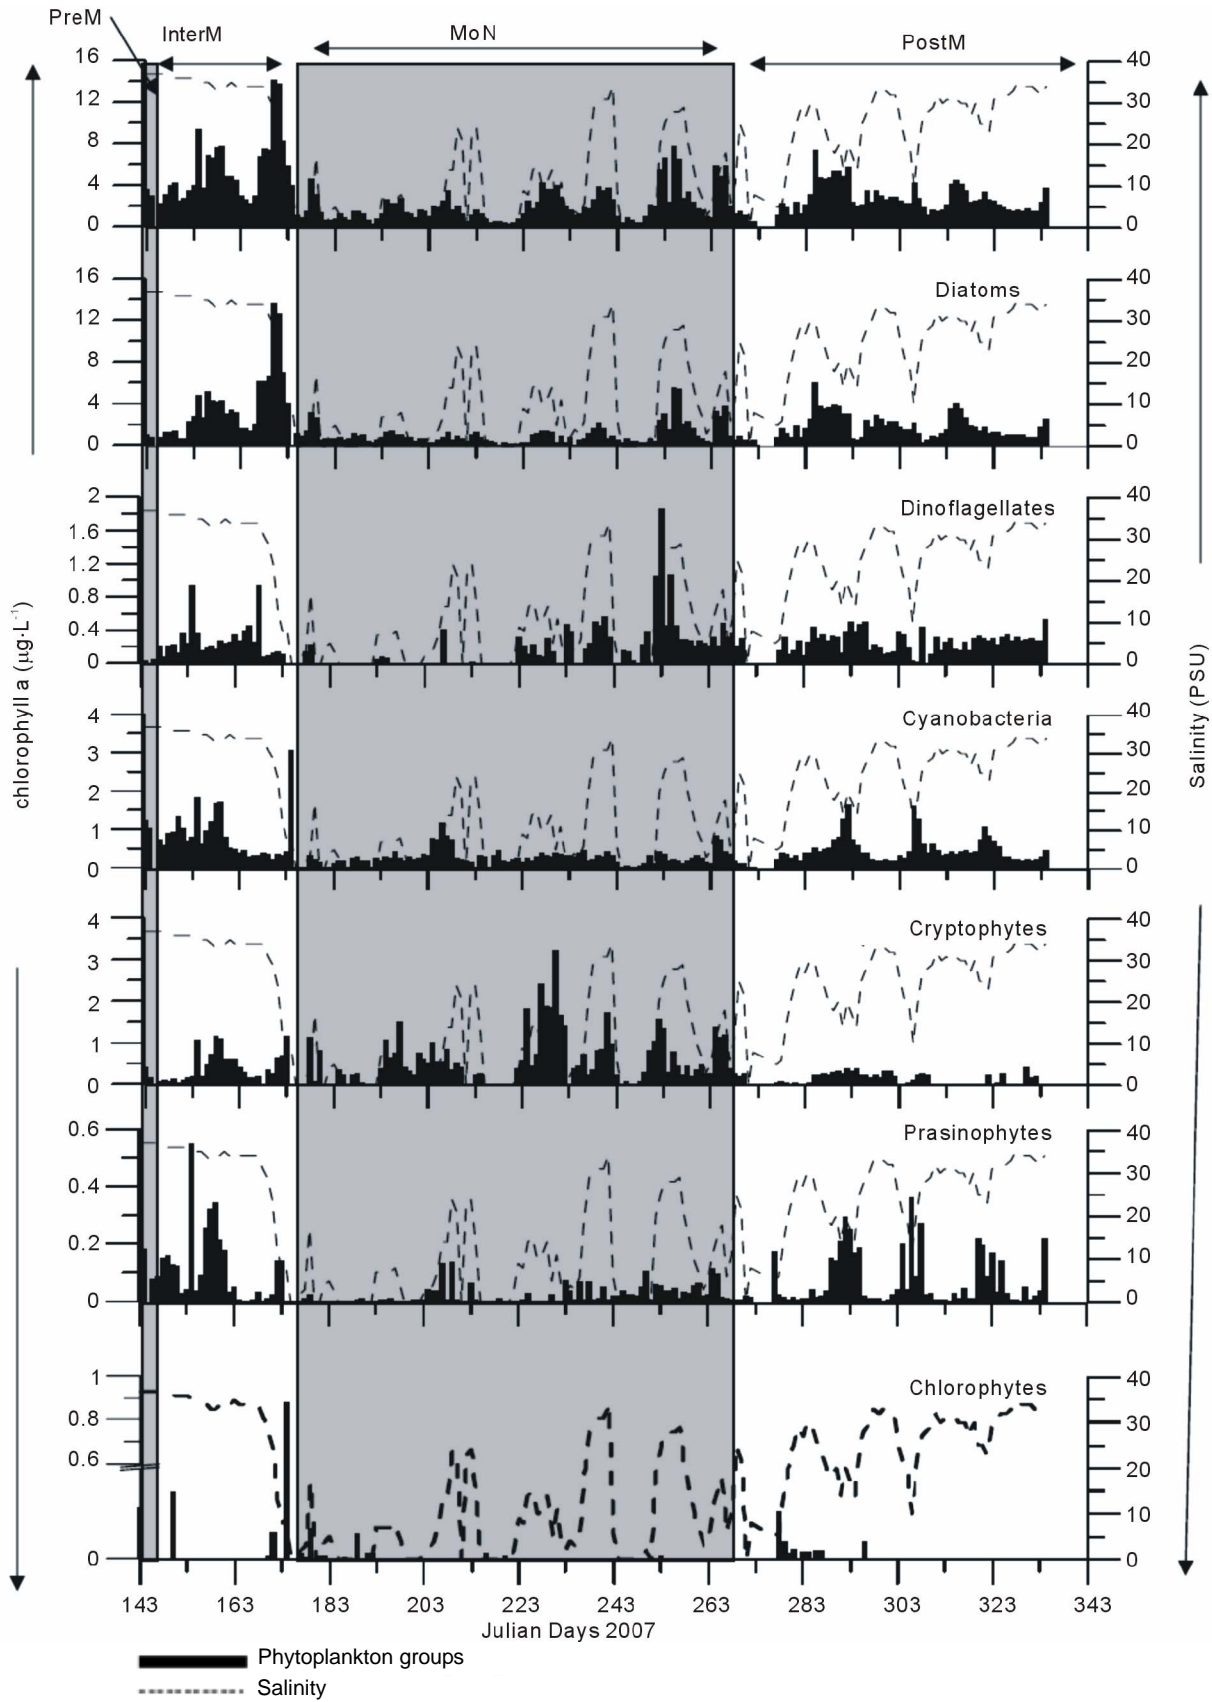 PreM
InterM
MoN
PostM
16 40
12 30
8 20
4 10
0 0
16 40
Diatoms
12 30
8 20
4 10
0 0
2 40
Dinoflagellates
1.6 30
1.2
0.8 20
0.4 10
0 0
4 40
Cyanobacteria
3 30
2 20
1 10
0 0
4 40
Cryptophytes
3 30
2 20
1 10
0 0
0.6 40
Prasinophytes
0.4 30
20
0.2
10
0 0
1 40
Chlorophytes
0.8 30
0.6
20
10
0 0
chlorophyll a (μg·L⁻¹)
Salinity (PSU)
143 163 183 203 223 243 263 283 303 323 343
Julian Days 2007
Phytoplankton groups
Salinity